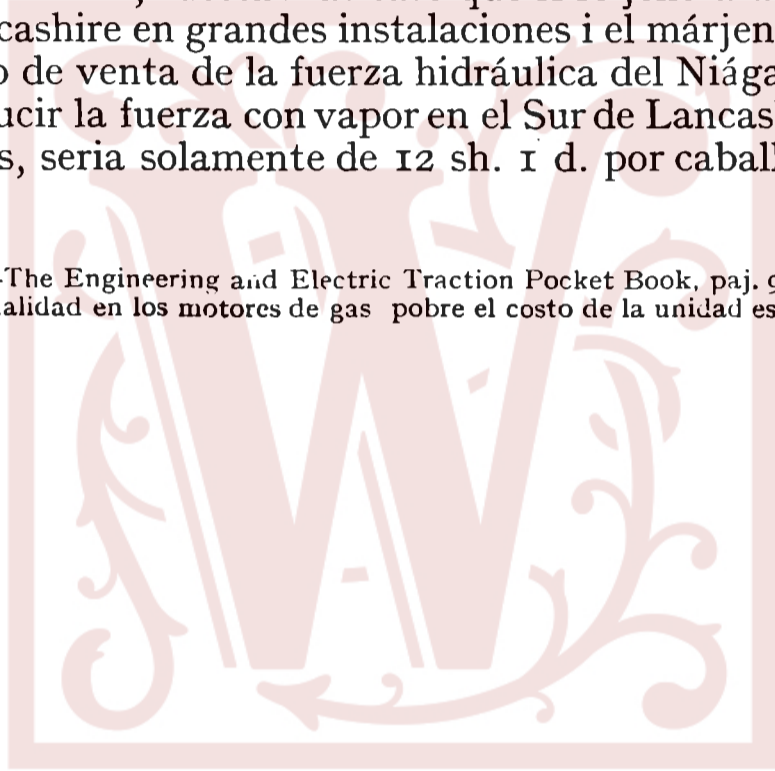 cashire en grandes instalaciones i el márjen
o de venta de la fuerza hidráulica del Niága
ucir la fuerza con vapor en el Sur de Lancas
s, seria solamente de 12 sh. 1 d. por caball
The Engineering and Electric Traction Pocket Book, paj. 9
alidad en los motores de gas pobre el costo de la unidad es